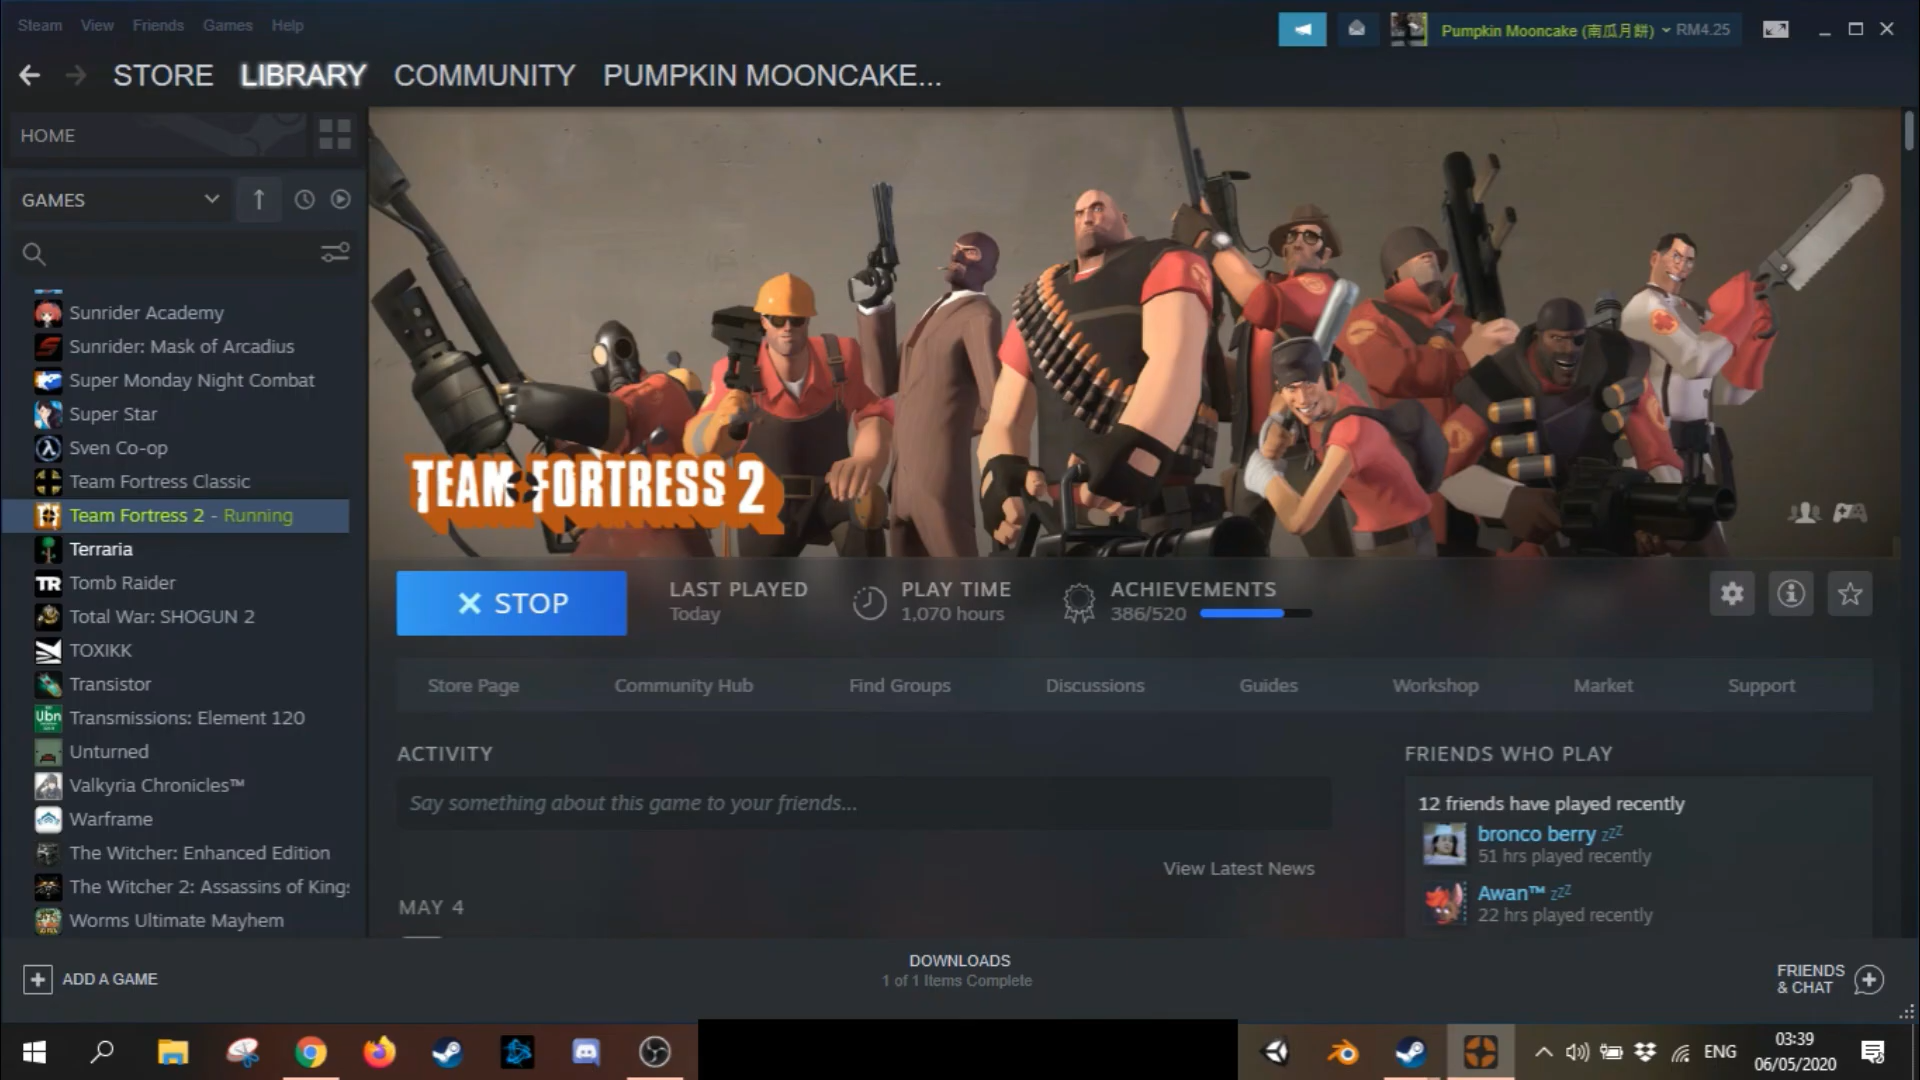 Steam View Friends Games Help
Pumpkin Mooncake (南瓜月餅) RM4.25
STORE LIBRARY COMMUNITY PUMPKIN MOONCAKE...
HOME
GAMES
Sunrider Academy
Sunrider: Mask of Arcadius
Super Monday Night Combat
Super Star
Sven Co-op
Team Fortress Classic
Team Fortress 2 - Running
Terraria
TR Tomb Raider
Total War: SHOGUN 2
TOXIKK
Transistor
Ubn Transmissions: Element 120
Unturned
Valkyria Chronicles™
Warframe
The Witcher: Enhanced Edition
The Witcher 2: Assassins of King
Worms Ultimate Mayhem
ADD A GAME
TEAM FORTRESS 2
STOP
LAST PLAYED
Today
PLAY TIME
1,070 hours
ACHIEVEMENTS
386/520
Store Page Community Hub Find Groups Discussions Guides Workshop Market Support
ACTIVITY
Say something about this game to your friends...
View Latest News
MAY 4
FRIENDS WHO PLAY
12 friends have played recently
bronco berry zzZ
51 hrs played recently
Awan™ zzZ
22 hrs played recently
DOWNLOADS
1 of 1 Items Complete
FRIENDS
& CHAT
ENG
03:39
06/05/2020